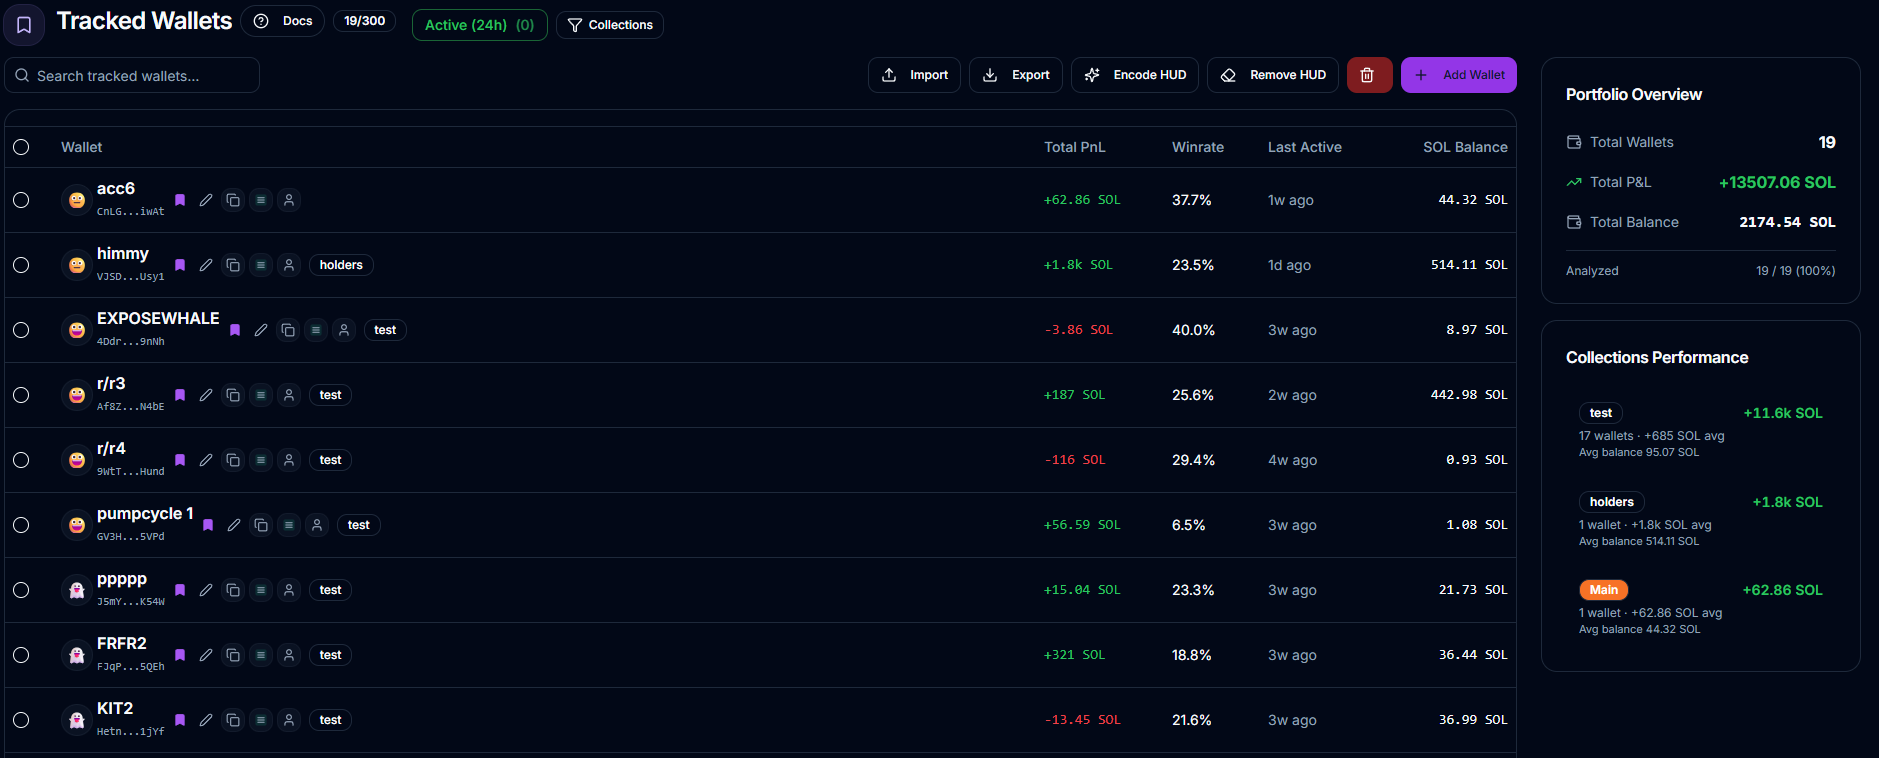 Tracked Wallets
Docs
19/300
Active (24h) (0)
Collections
Search tracked wallets...
Import
Export
Encode HUD
Remove HUD
Add Wallet
Wallet Total PnL Winrate Last Active SOL Balance
acc6
CnLG...iwAt
+62.86 SOL 37.7% 1w ago 44.32 SOL
himmy
VJSD...Usy1
holders
+1.8k SOL 23.5% 1d ago 514.11 SOL
EXPOSEWHALE
4Ddr...9nNh
test
-3.86 SOL 40.0% 3w ago 8.97 SOL
r/r3
Af8Z...N4bE
test
+187 SOL 25.6% 2w ago 442.98 SOL
r/r4
9WtT...Hund
test
-116 SOL 29.4% 4w ago 0.93 SOL
pumpcycle 1
GV3H...5VPd
test
+56.59 SOL 6.5% 3w ago 1.08 SOL
ppppp
J5mY...K54W
test
+15.04 SOL 23.3% 3w ago 21.73 SOL
FRFR2
FJqP...5QEh
test
+321 SOL 18.8% 3w ago 36.44 SOL
KIT2
Hetn...1jYf
test
-13.45 SOL 21.6% 3w ago 36.99 SOL
Portfolio Overview
Total Wallets 19
Total P&L +13507.06 SOL
Total Balance 2174.54 SOL
Analyzed 19 / 19 (100%)
Collections Performance
test +11.6k SOL
17 wallets · +685 SOL avg
Avg balance 95.07 SOL
holders +1.8k SOL
1 wallet · +1.8k SOL avg
Avg balance 514.11 SOL
Main +62.86 SOL
1 wallet · +62.86 SOL avg
Avg balance 44.32 SOL